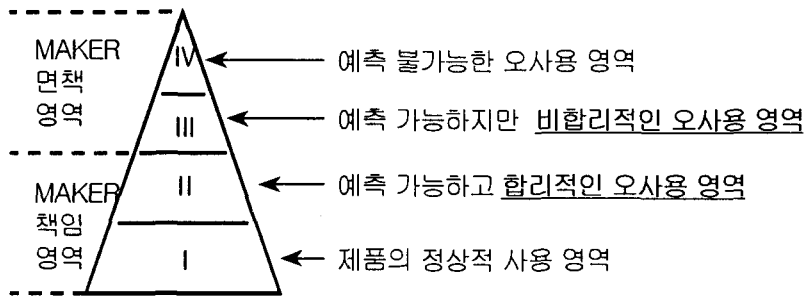 MAKER
면책
영역
IV
예측 불가능한 오사용 영역
III
예측 가능하지만 비합리적인 오사용 영역
MAKER
책임
영역
II
예측 가능하고 합리적인 오사용 영역
I
제품의 정상적 사용 영역